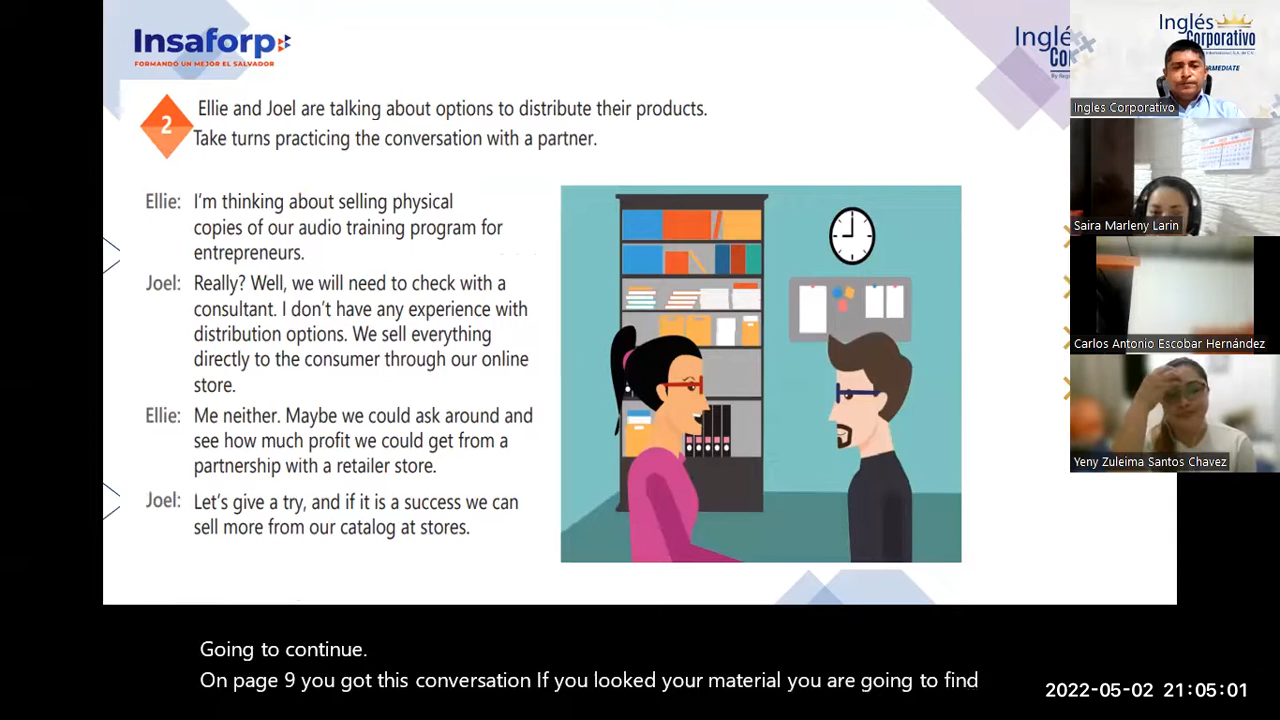 Insaforp
FORMANDO UN MEJOR EL SALVADOR
Inglé
Co
By Reg
Inglés
Corporativo
RMEDIATE
Ingles Corporativo
Saira Marleny Larin
Carlos Antonio Escobar Hernández
Yeny Zuleima Santos Chavez
2
Ellie and Joel are talking about options to distribute their products.
Take turns practicing the conversation with a partner.
Ellie: I'm thinking about selling physical
copies of our audio training program for
entrepreneurs.
Joel: Really? Well, we will need to check with a
consultant. I don't have any experience with
distribution options. We sell everything
directly to the consumer through our online
store.
Ellie: Me neither. Maybe we could ask around and
see how much profit we could get from a
partnership with a retailer store.
Joel: Let's give a try, and if it is a success we can
sell more from our catalog at stores.
Going to continue.
On page 9 you got this conversation If you looked your material you are going to find
2022-05-02 21:05:01